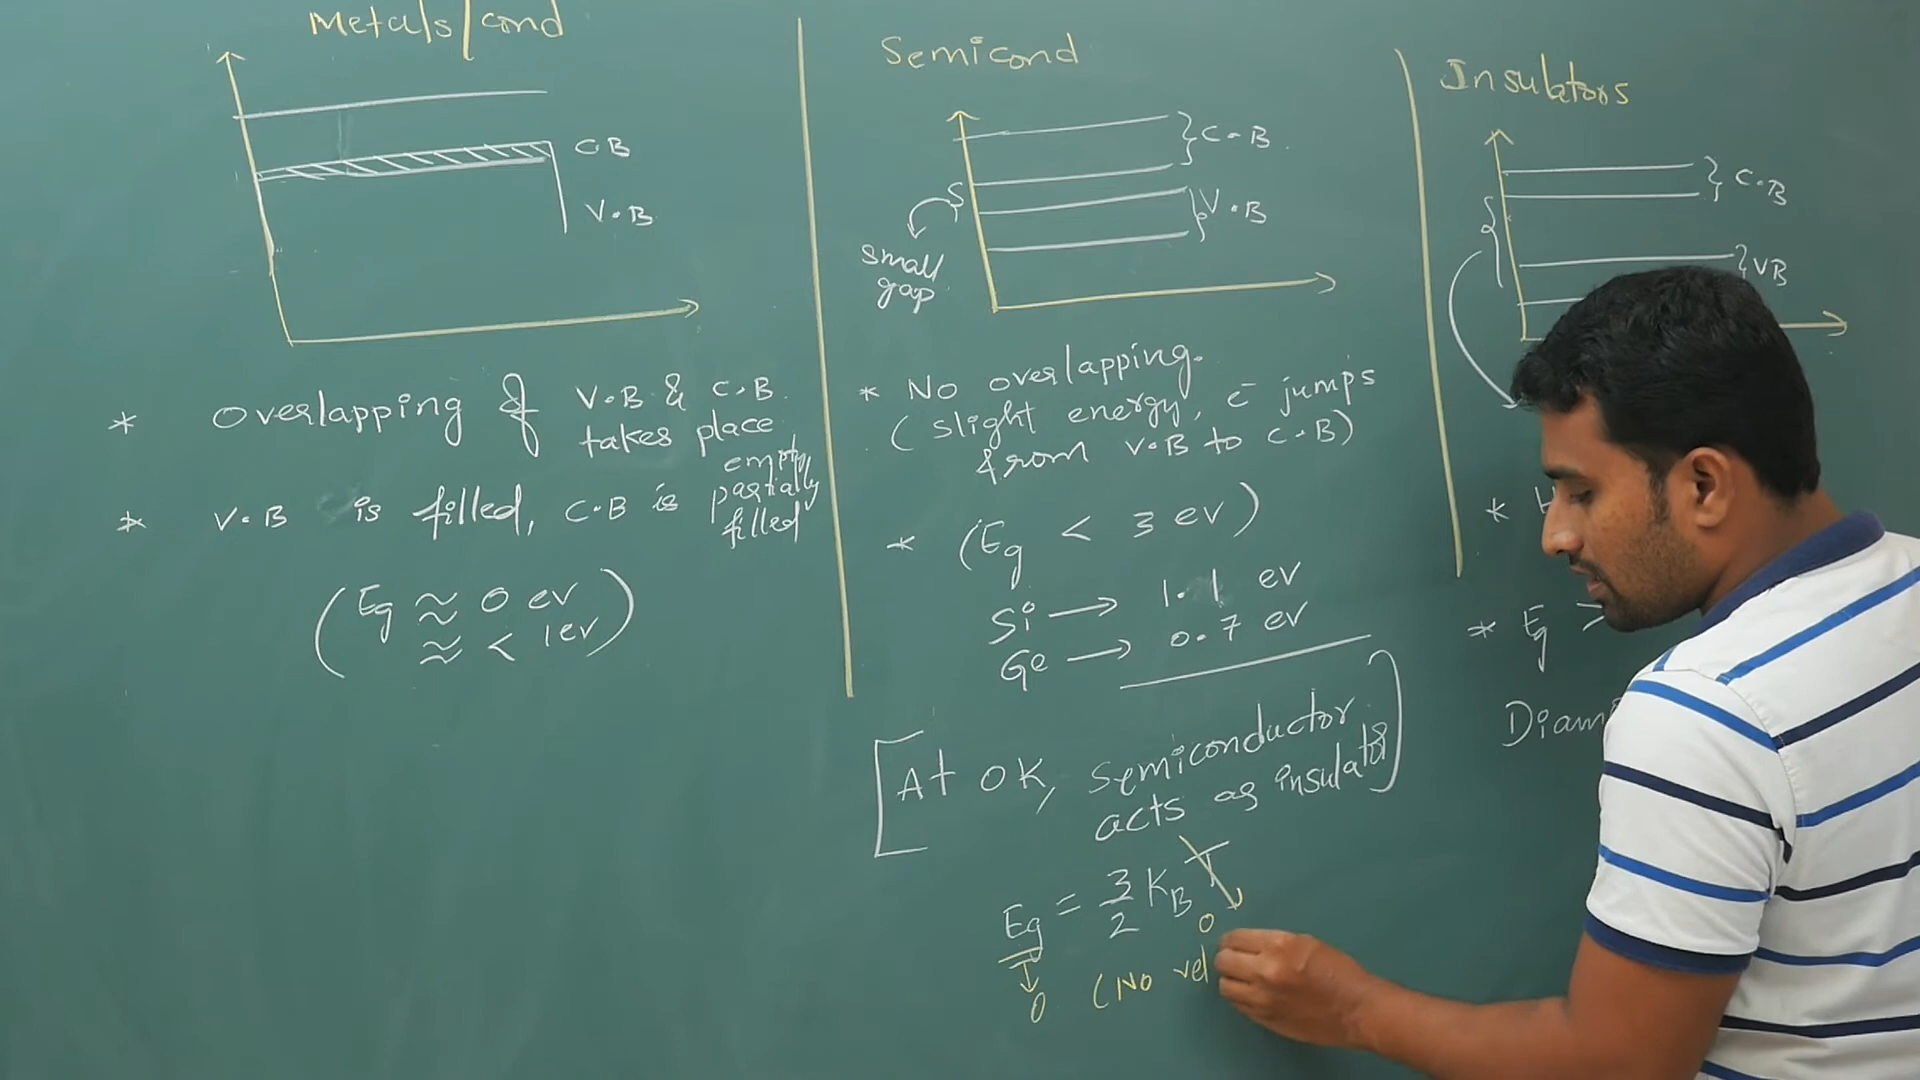 Metals/cond
C.B
V.B
* Overlapping of V.B & C.B.
takes place
* V.B is filled, C.B is partially
empty
filled
(Eg ≈ 0 ev
≈ < 1ev)
Semicond
} C-B
} V.B
small
gap
* No overlapping.
(slight energy, e- jumps
from V.B to C.B)
* (Eg < 3 ev)
Si → 1.1 ev
Ge → 0.7 ev
[At 0K, semiconductor
acts as insulator]
Eg = 3/2 KB T
0
0 (No vel
Insulators
} C.B
} VB
*
* Eg >
Diam